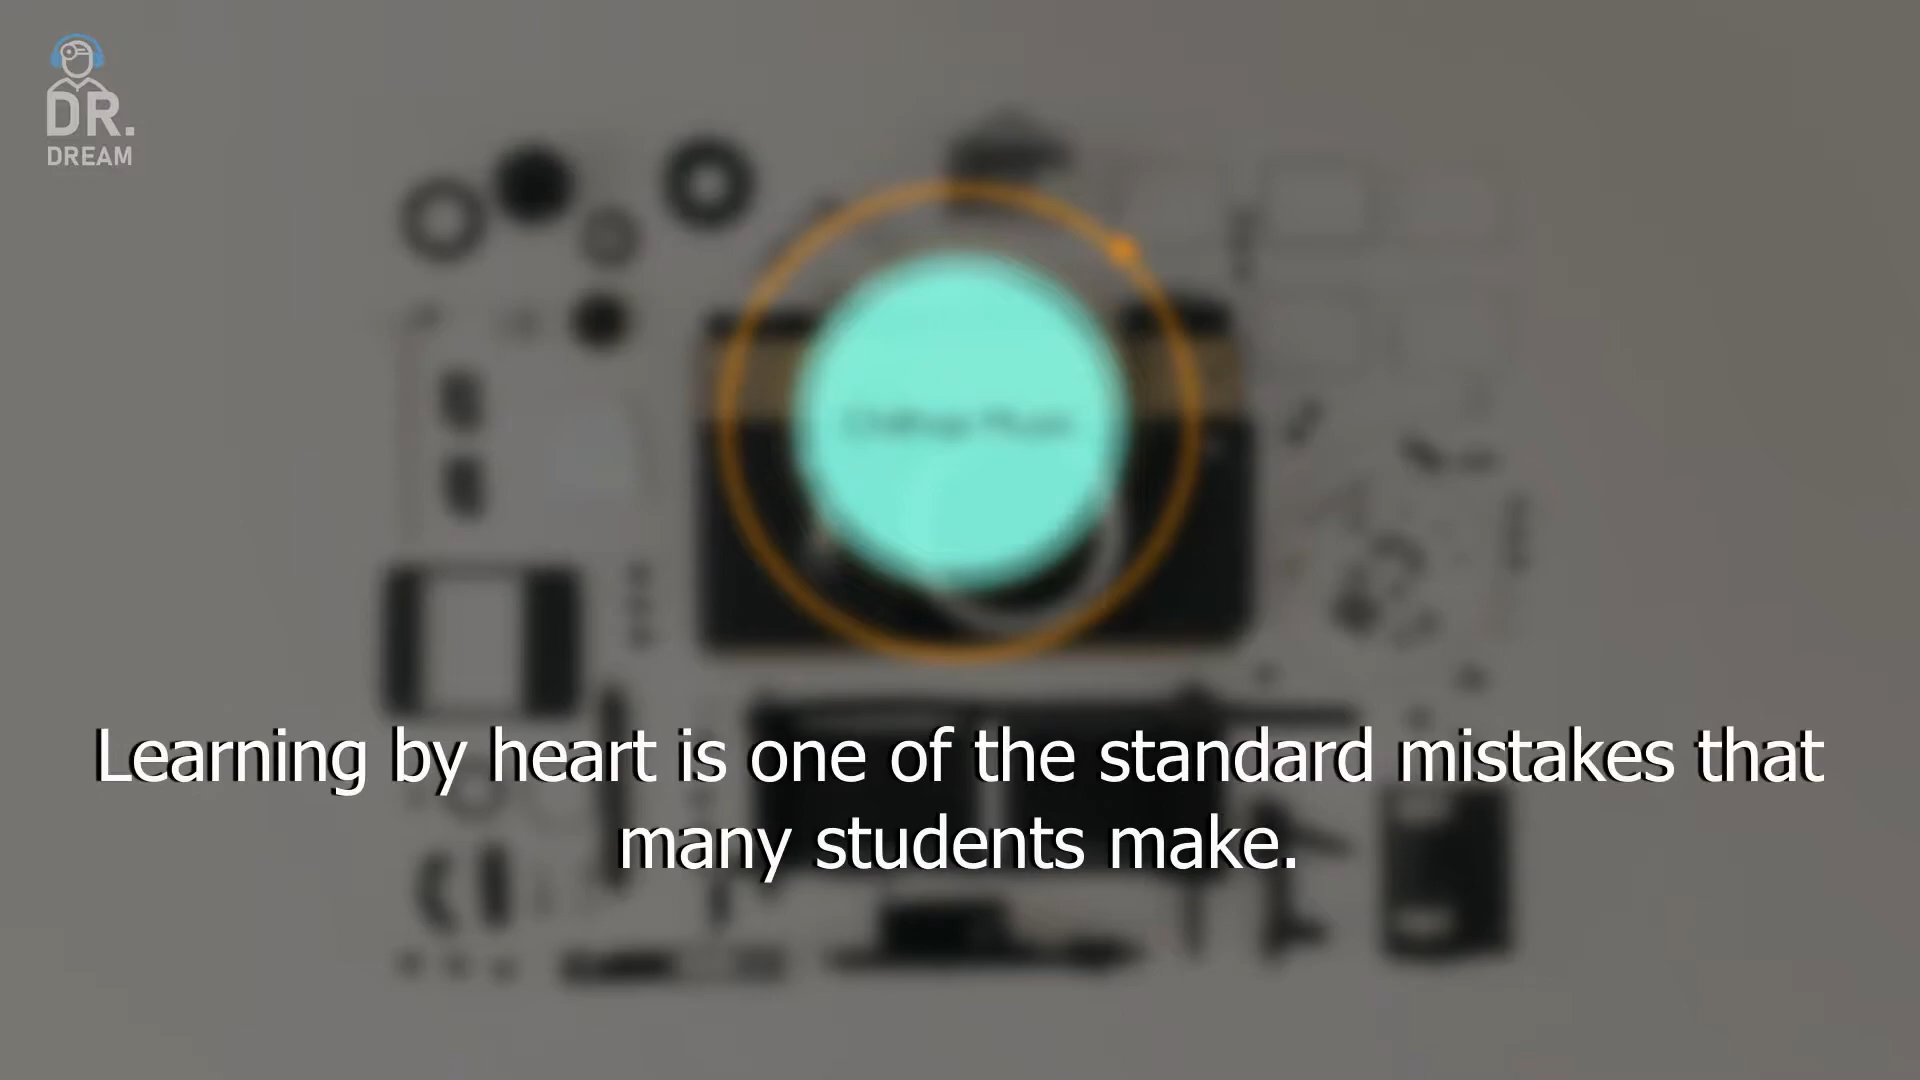 DR.
DREAM
Learning by heart is one of the standard mistakes that
many students make.